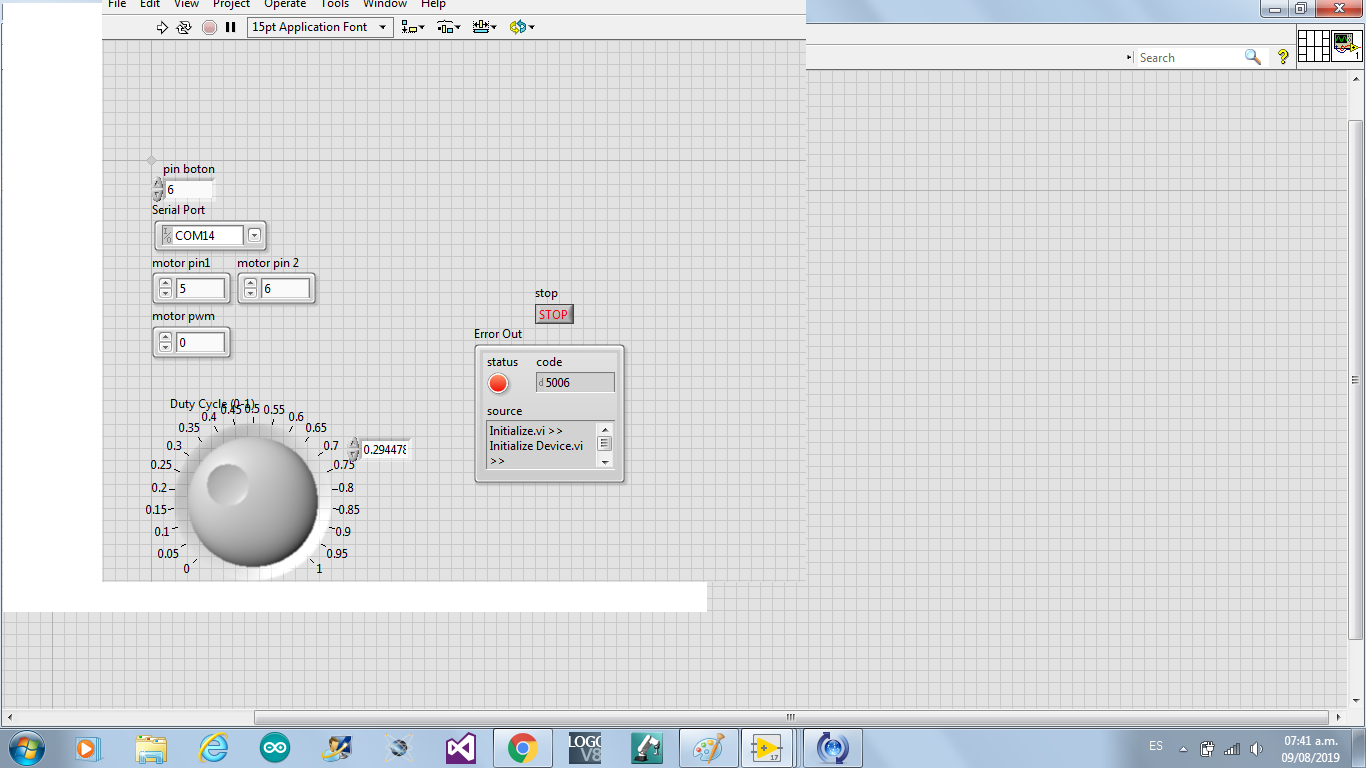 File Edit View Project Operate Tools Window Help
15pt Application Font
Search
1
pin boton
6
Serial Port
COM14
motor pin1 motor pin 2
5 6
motor pwm
0
stop
STOP
Error Out
status code
d 5006
source
Initialize.vi >>
Initialize Device.vi
>>
Duty Cycle (0-1)
0.294478
0
0.05
0.1
0.15
0.2
0.25
0.3
0.35
0.4
0.45
0.5
0.55
0.6
0.65
0.7
0.75
0.8
0.85
0.9
0.95
1
LOGO
V8
17
ES
07:41 a.m.
09/08/2019